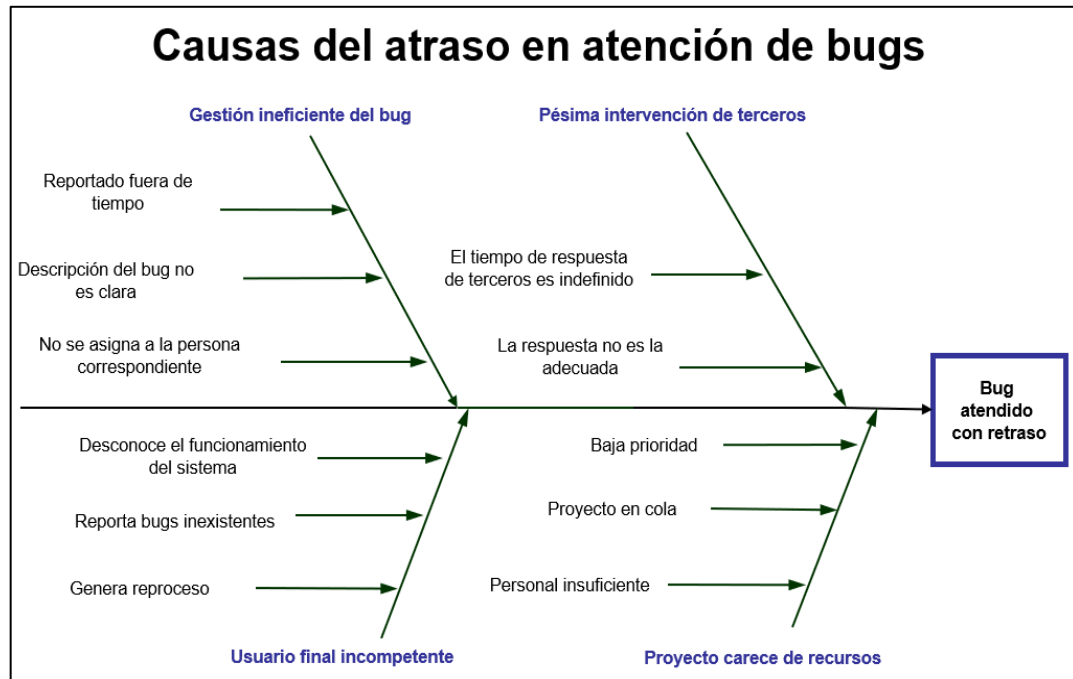 Causas del atraso en atención de bugs
Gestión ineficiente del bug
Pésima intervención de terceros
Reportado fuera de
tiempo
Descripción del bug no
es clara
No se asigna a la persona
correspondiente
El tiempo de respuesta
de terceros es indefinido
La respuesta no es la
adecuada
Bug
atendido
con retraso
Desconoce el funcionamiento
del sistema
Reporta bugs inexistentes
Genera reproceso
Baja prioridad
Proyecto en cola
Personal insuficiente
Usuario final incompetente
Proyecto carece de recursos